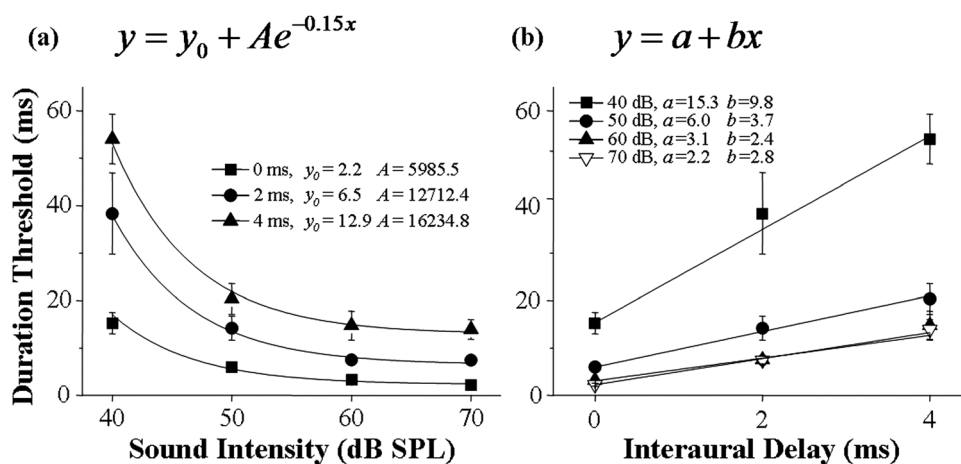 (a) y = y₀ + Ae^−0.15x
Duration Threshold (ms)
60
40
20
0
0 ms, y₀ = 2.2 A = 5985.5
2 ms, y₀ = 6.5 A = 12712.4
4 ms, y₀ = 12.9 A = 16234.8
40 50 60 70
Sound Intensity (dB SPL)
(b) y = a + bx
60
40
20
0
40 dB, a=15.3 b=9.8
50 dB, a=6.0 b=3.7
60 dB, a=3.1 b=2.4
70 dB, a=2.2 b=2.8
0 2 4
Interaural Delay (ms)